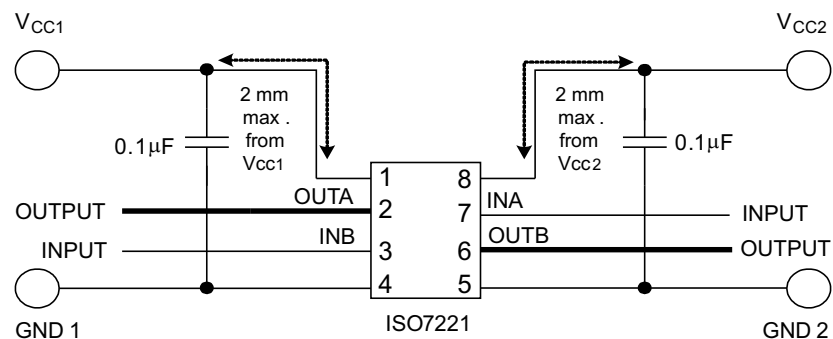 VCC1
VCC2
2 mm
max .
from
VCC1
2 mm
max .
from
VCC2
0.1μF
0.1μF
1
8
OUTA
INA
OUTPUT
2
7
INPUT
INB
OUTB
INPUT
3
6
OUTPUT
4
5
GND 1
ISO7221
GND 2